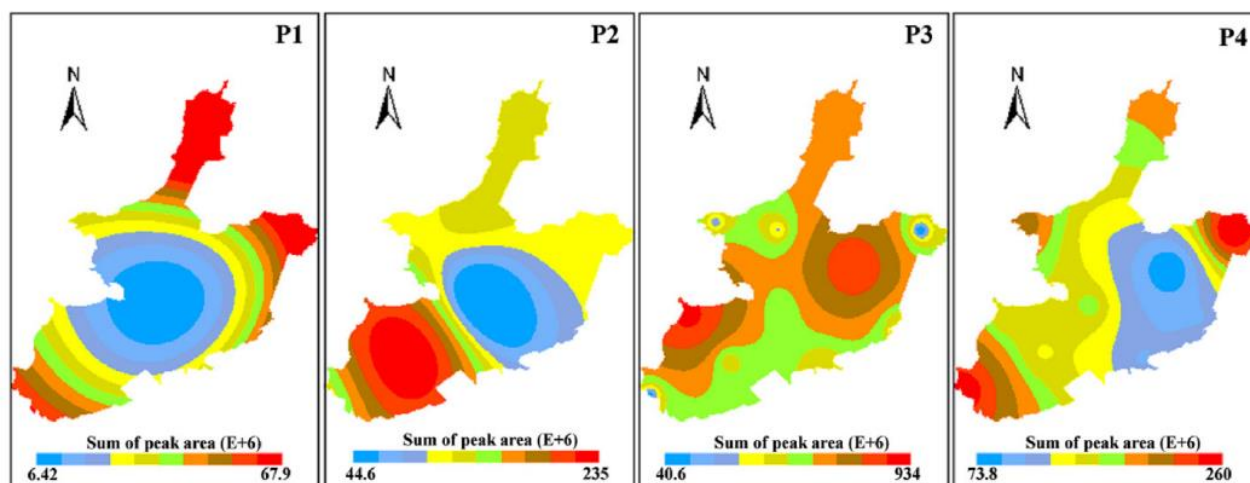 P1
N
Sum of peak area (E+6)
6.42 67.9
P2
N
Sum of peak area (E+6)
44.6 235
P3
N
Sum of peak area (E+6)
40.6 934
P4
N
Sum of peak area (E+6)
73.8 260